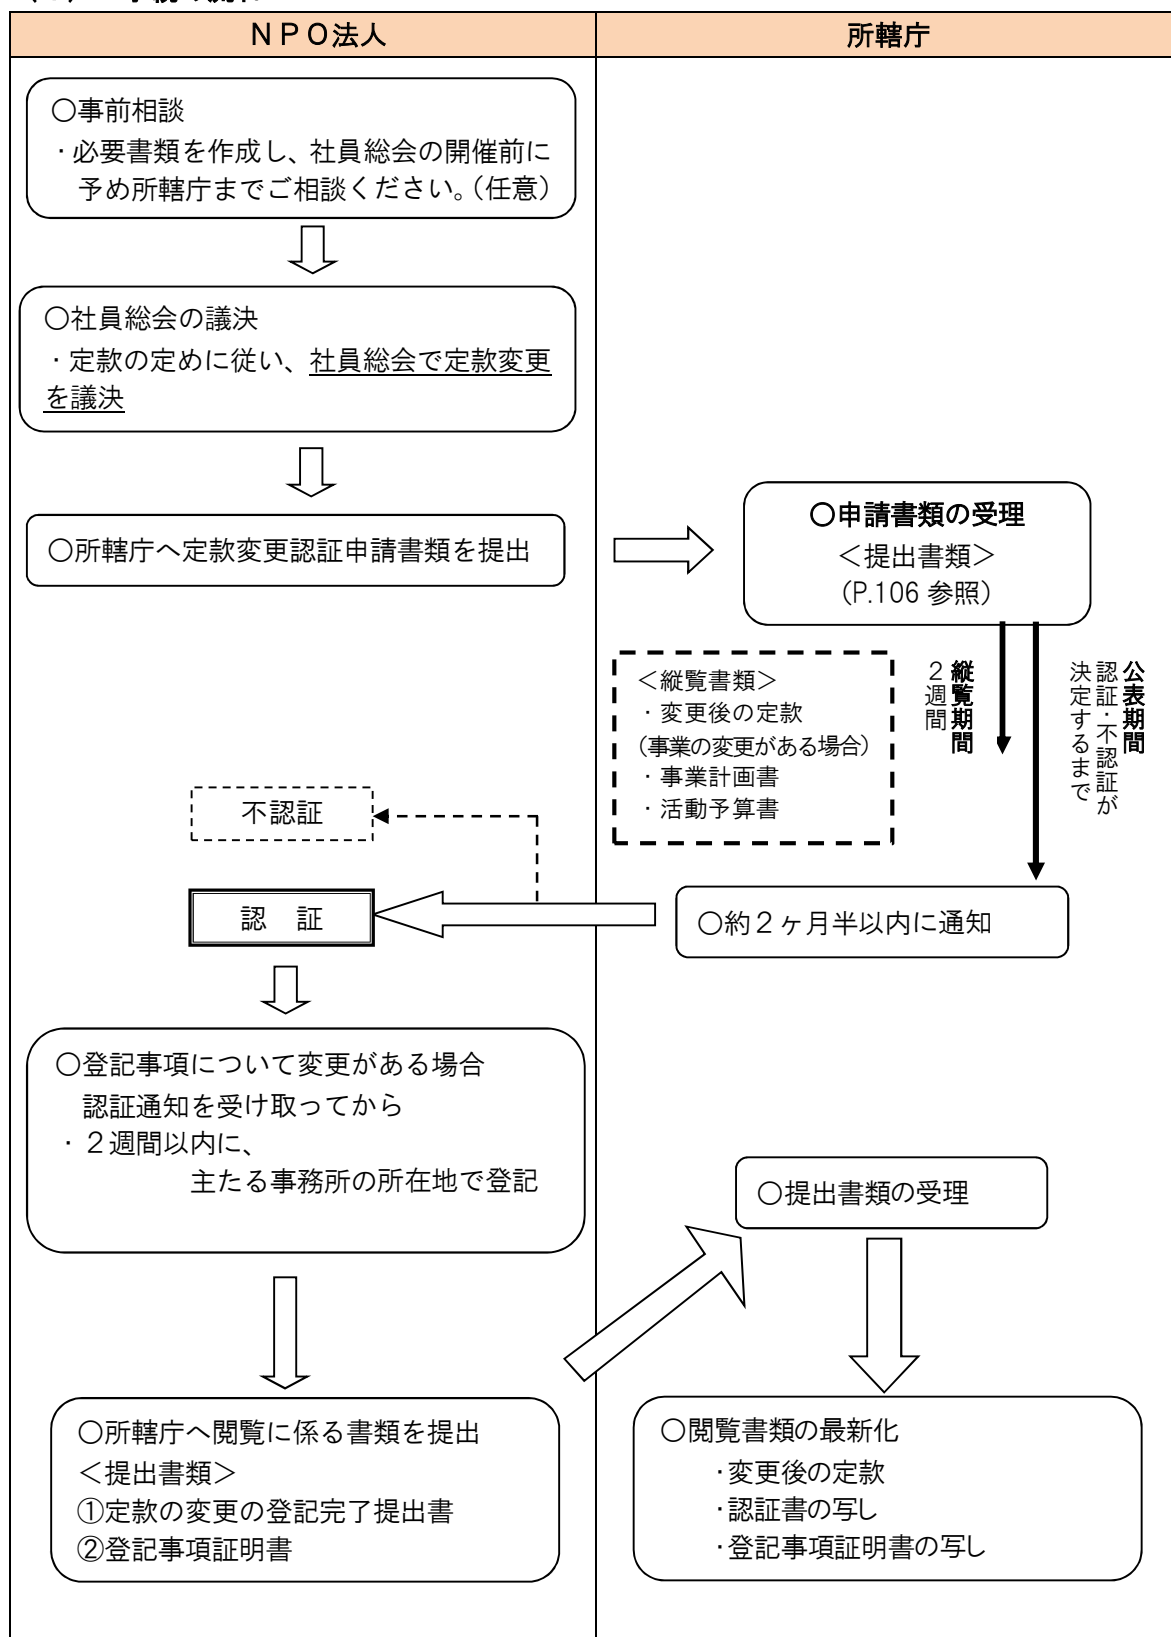 ＮＰＯ法人
所轄庁
○事前相談
・必要書類を作成し、社員総会の開催前に
予め所轄庁までご相談ください。（任意）
○社員総会の議決
・定款の定めに従い、社員総会で定款変更
を議決
○所轄庁へ定款変更認証申請書類を提出
○申請書類の受理
＜提出書類＞
（P.106 参照）
＜縦覧書類＞
・変更後の定款
（事業の変更がある場合）
・事業計画書
・活動予算書
縦覧期間
２週間
公表期間
認証・不認証が
決定するまで
不認証
認　証
○約２ヶ月半以内に通知
○登記事項について変更がある場合
認証通知を受け取ってから
・２週間以内に、
主たる事務所の所在地で登記
○提出書類の受理
○所轄庁へ閲覧に係る書類を提出
＜提出書類＞
①定款の変更の登記完了提出書
②登記事項証明書
○閲覧書類の最新化
・変更後の定款
・認証書の写し
・登記事項証明書の写し